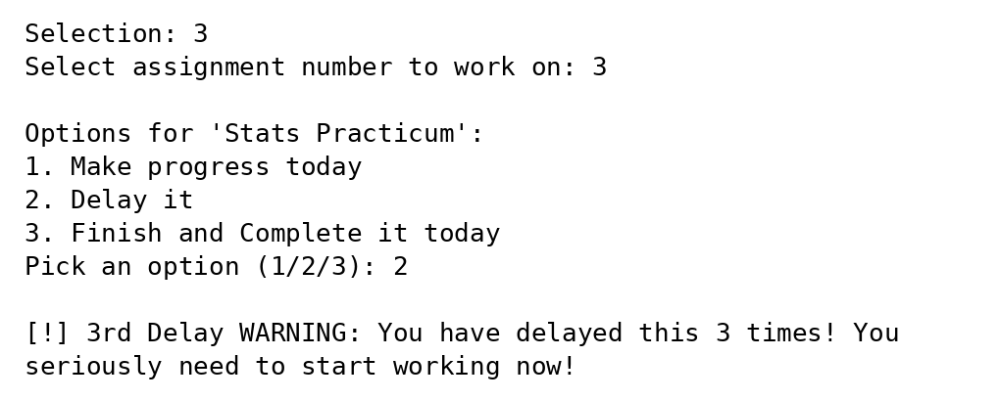 Selection: 3
Select assignment number to work on: 3
Options for 'Stats Practicum':
1. Make progress today
2. Delay it
3. Finish and Complete it today
Pick an option (1/2/3): 2
[!] 3rd Delay WARNING: You have delayed this 3 times! You
seriously need to start working now!